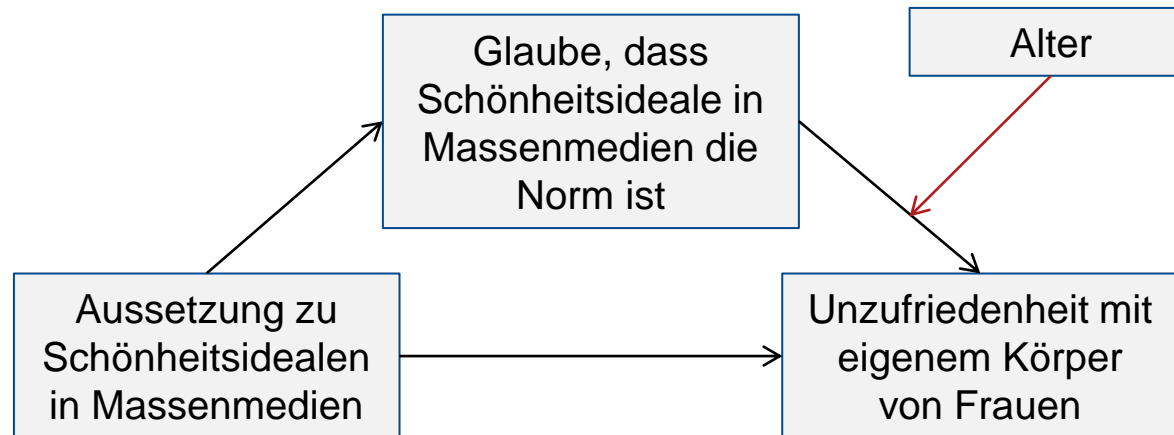 Glaube, dass
Schönheitsideale in
Massenmedien die
Norm ist
Alter
Aussetzung zu
Schönheitsidealen
in Massenmedien
Unzufriedenheit mit
eigenem Körper
von Frauen